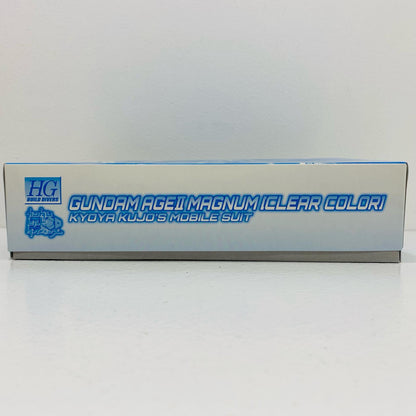 HG
BUILD DIVERS
GUNDAM AGEII MAGNUM [CLEAR COLOR]
KYOYA KUJO'S MOBILE SUIT